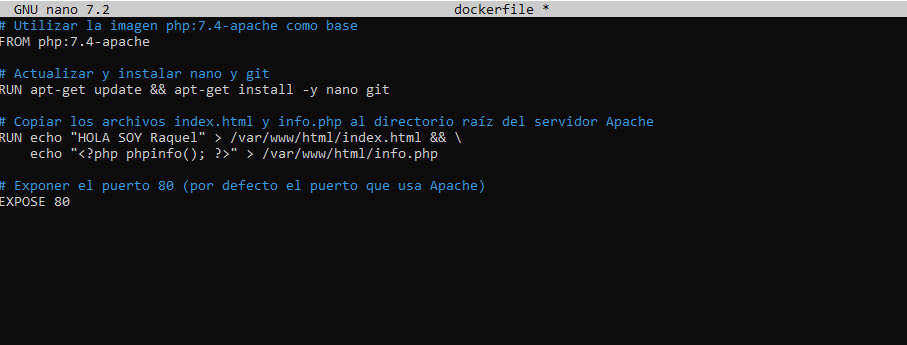 GNU nano 7.2 dockerfile *
# Utilizar la imagen php:7.4-apache como base
FROM php:7.4-apache
# Actualizar y instalar nano y git
RUN apt-get update && apt-get install -y nano git
# Copiar los archivos index.html y info.php al directorio raíz del servidor Apache
RUN echo "HOLA SOY Raquel" > /var/www/html/index.html && \
echo "<?php phpinfo(); ?>" > /var/www/html/info.php
# Exponer el puerto 80 (por defecto el puerto que usa Apache)
EXPOSE 80